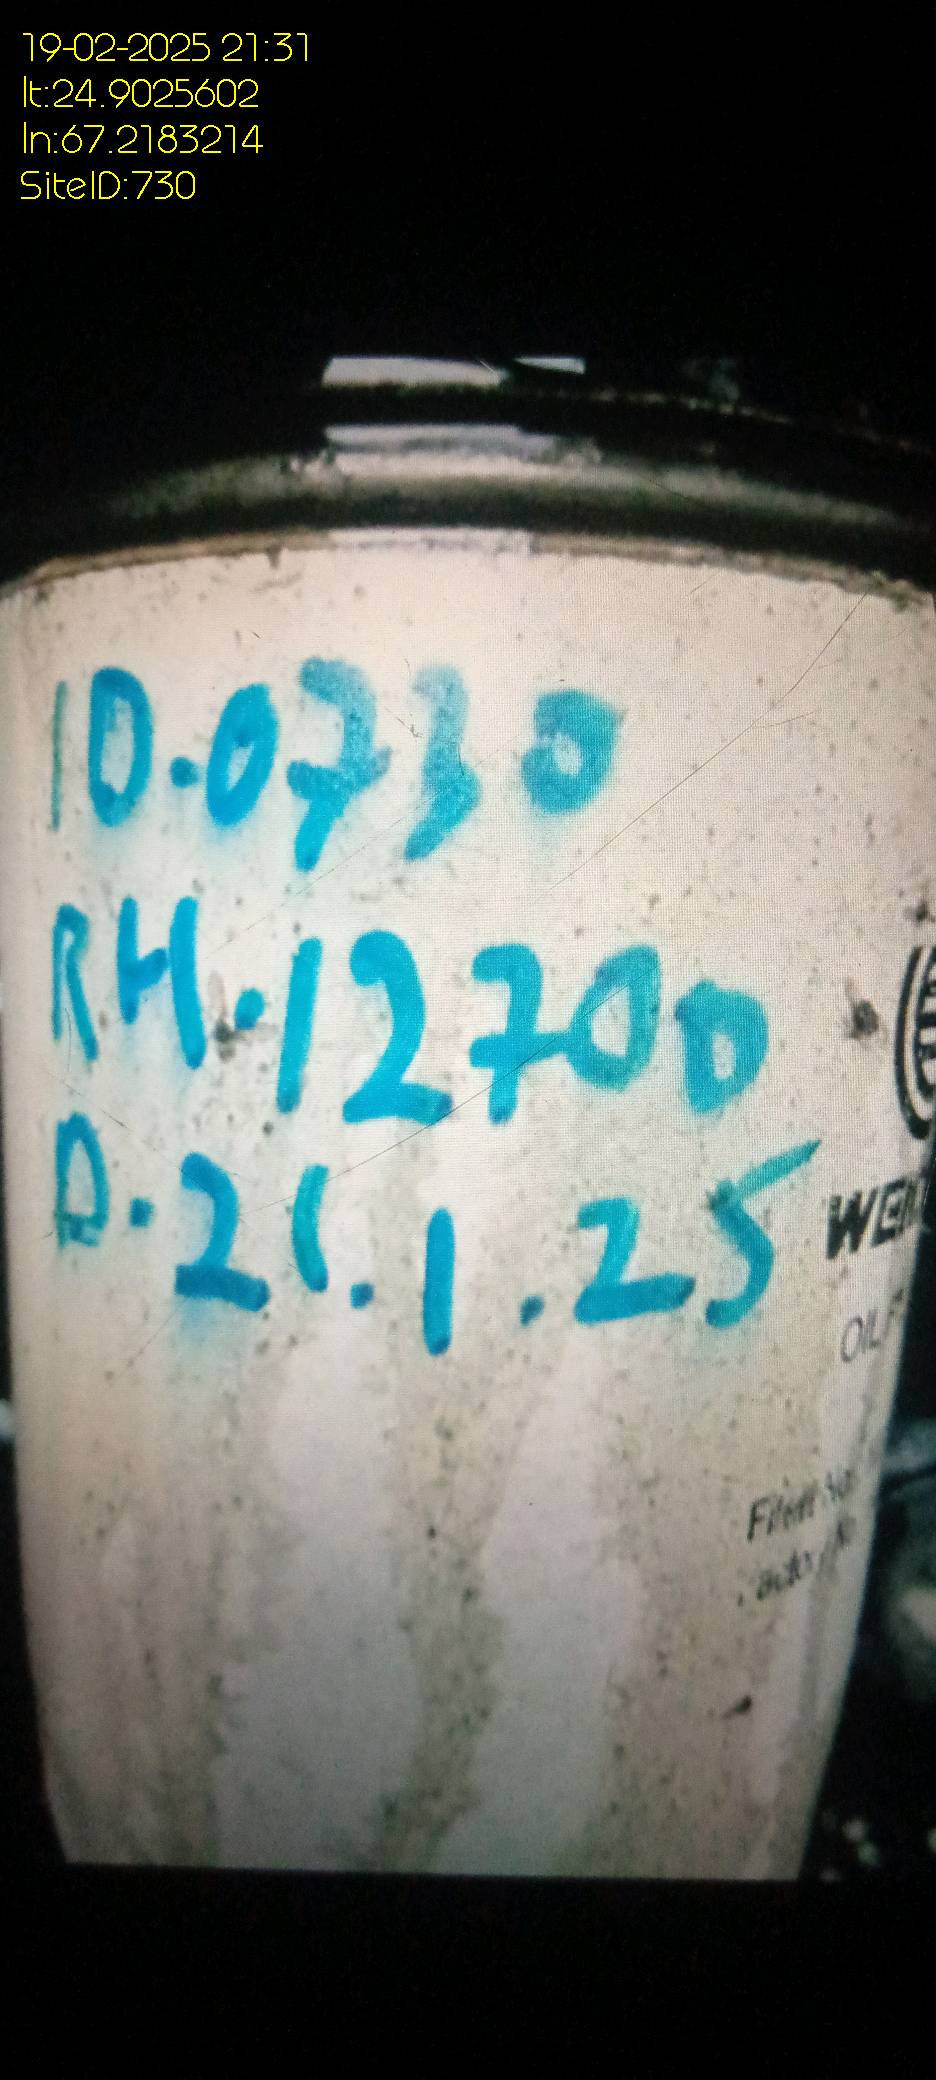 19-02-2025 21:31
lt:24.9025602
ln:67.2183214
SiteID:730
ID.0730
RH.12700
D.21.1.25
OIL